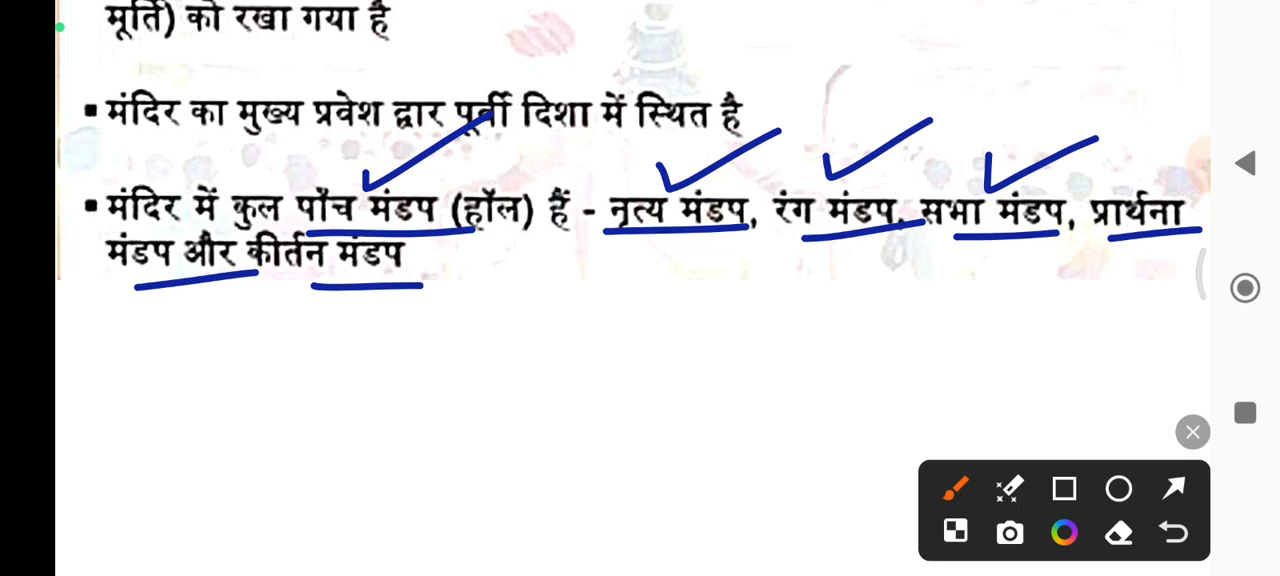 मूर्ति) को रखा गया है
▪ मंदिर का मुख्य प्रवेश द्वार पूर्वी दिशा में स्थित है
▪ मंदिर में कुल पाँच मंडप (हॉल) हैं - नृत्य मंडप, रंग मंडप, सभा मंडप, प्रार्थना
मंडप और कीर्तन मंडप